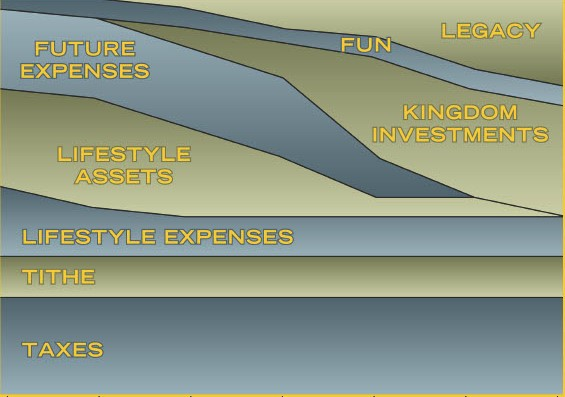 LEGACY
FUN
FUTURE
EXPENSES
KINGDOM
INVESTMENTS
LIFESTYLE
ASSETS
LIFESTYLE EXPENSES
TITHE
TAXES